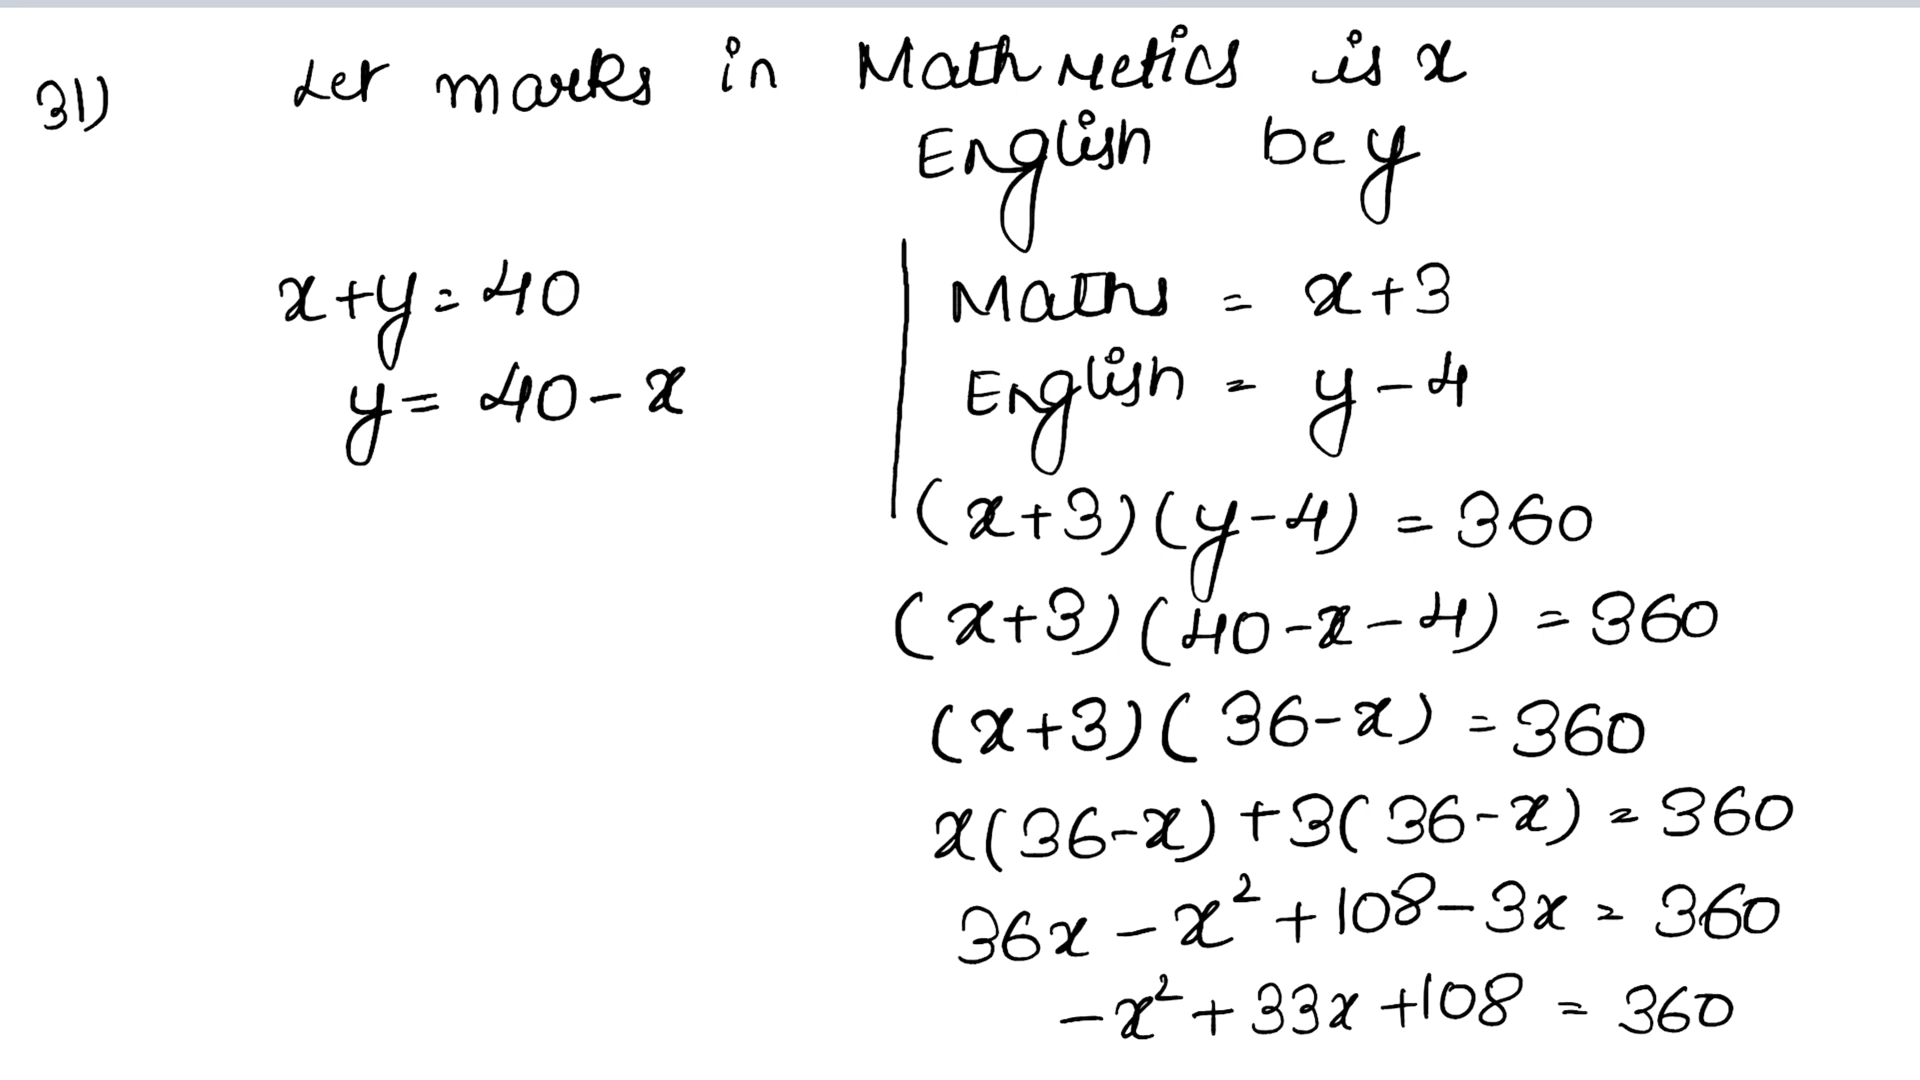 31) Let marks in Mathmetics is x
English be y
x+y=40
y= 40-x
Maths = x+3
English = y-4
(x+3)(y-4) = 360
(x+3)(40-x-4) = 360
(x+3)(36-x) = 360
x(36-x)+3(36-x) = 360
36x - x² + 108 - 3x = 360
-x² + 33x + 108 = 360